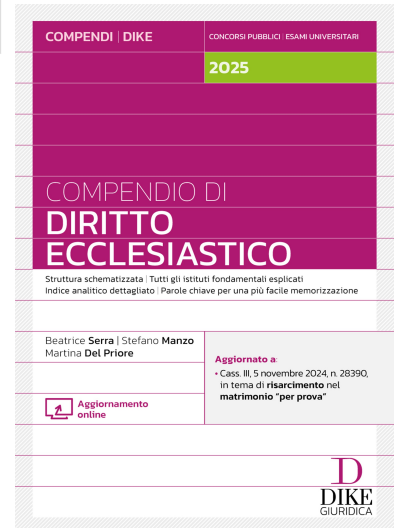 COMPENDI | DIKE
CONCORSI PUBBLICI | ESAMI UNIVERSITARI
2025
COMPENDIO DI
DIRITTO
ECCLESIASTICO
Struttura schematizzata | Tutti gli istituti fondamentali esplicati
Indice analitico dettagliato | Parole chiave per una più facile memorizzazione
Beatrice Serra | Stefano Manzo
Martina Del Priore
Aggiornamento
online
Aggiornato a:
• Cass. III, 5 novembre 2024, n. 28390,
in tema di risarcimento nel
matrimonio “per prova”
D
DIKE
GIURIDICA